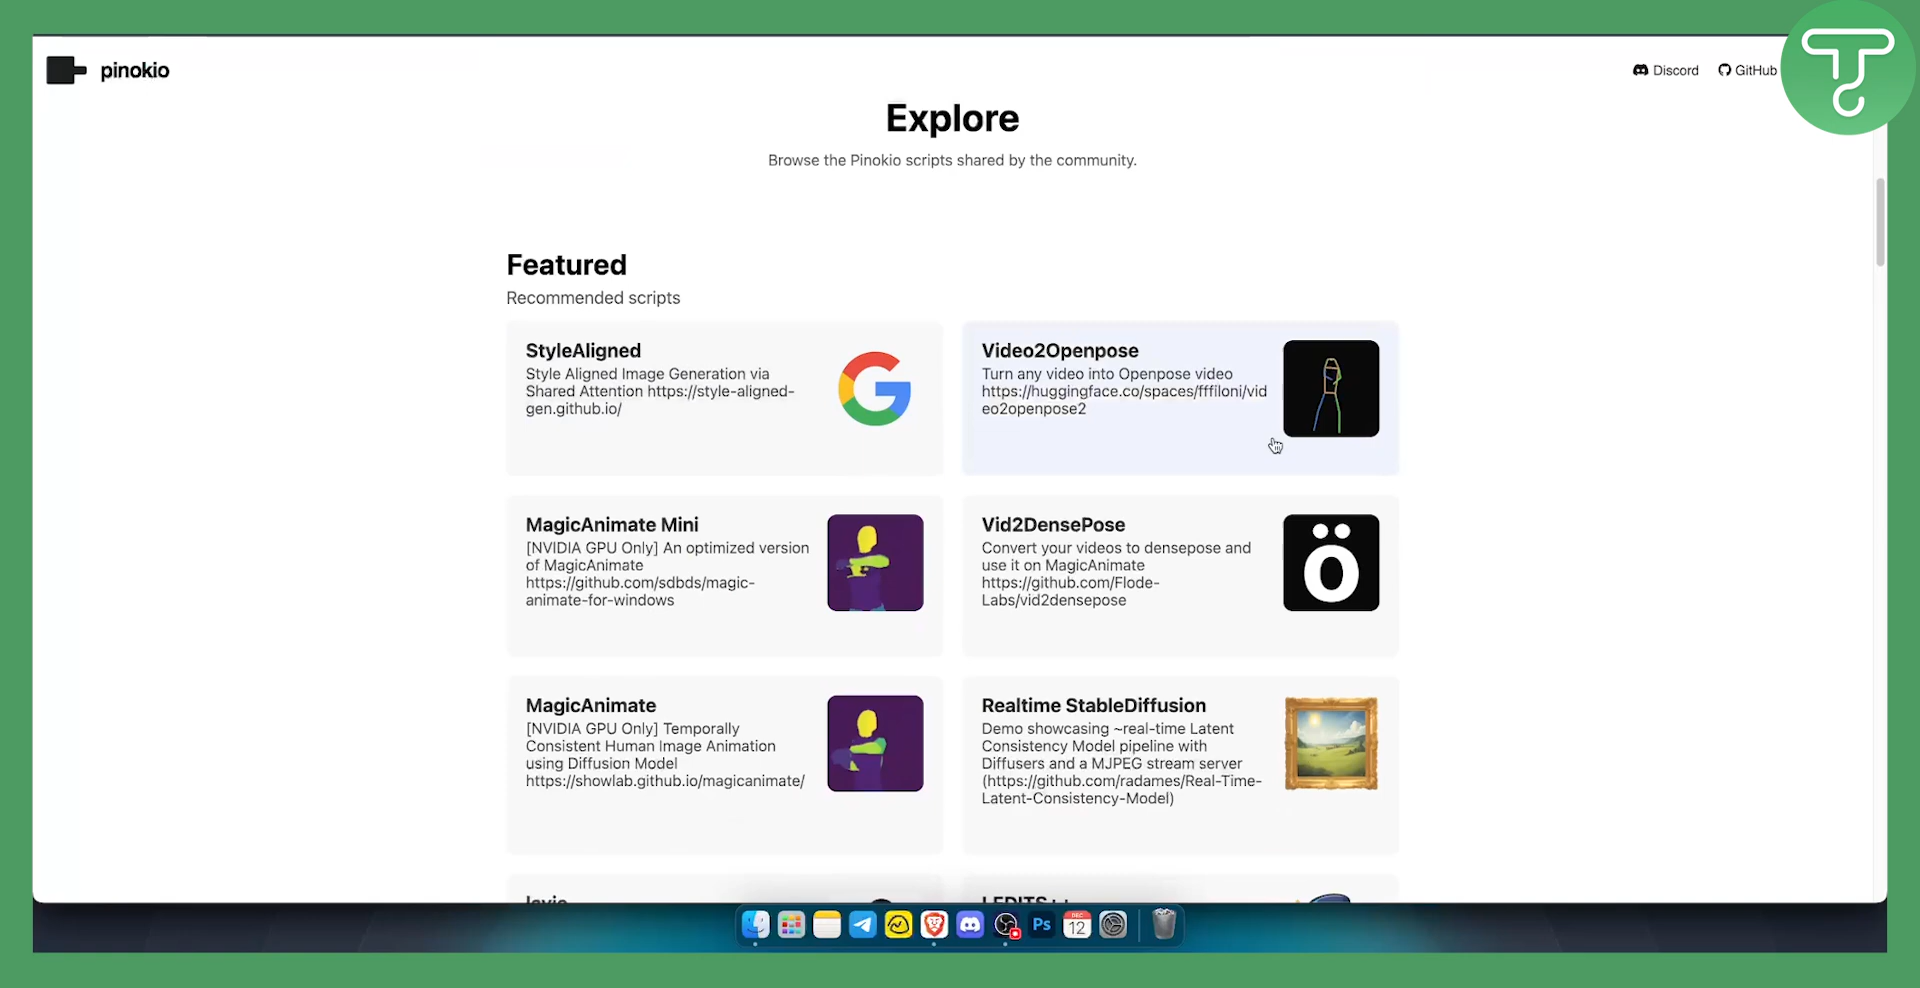 pinokio
Discord
GitHub
Explore
Browse the Pinokio scripts shared by the community.
Featured
Recommended scripts
StyleAligned
Style Aligned Image Generation via
Shared Attention https://style-aligned-
gen.github.io/
Video2Openpose
Turn any video into Openpose video
https://huggingface.co/spaces/fffiloni/vid
eo2openpose2
MagicAnimate Mini
[NVIDIA GPU Only] An optimized version
of MagicAnimate
https://github.com/sdbds/magic-
animate-for-windows
Vid2DensePose
Convert your videos to densepose and
use it on MagicAnimate
https://github.com/Flode-
Labs/vid2densepose
ö
MagicAnimate
[NVIDIA GPU Only] Temporally
Consistent Human Image Animation
using Diffusion Model
https://showlab.github.io/magicanimate/
Realtime StableDiffusion
Demo showcasing ~real-time Latent
Consistency Model pipeline with
Diffusers and a MJPEG stream server
(https://github.com/radames/Real-Time-
Latent-Consistency-Model)
LEDITS++
Ps
DEC
12